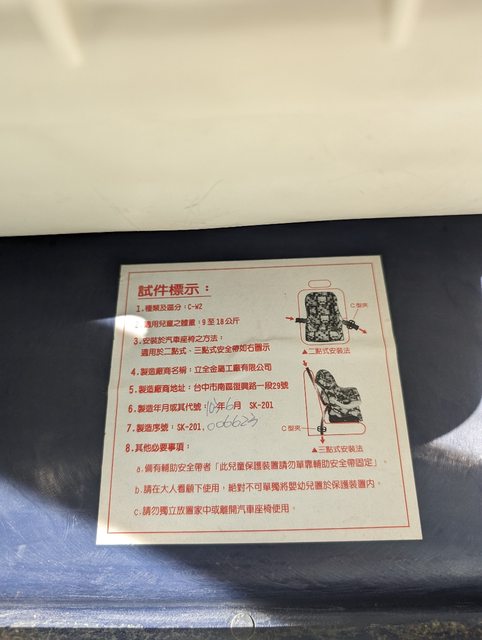 試件標示：
1.種類及區分：C-W2
2.適用兒童之體重：9至18公斤
3.安裝於汽車座椅之方法：
適用於二點式、三點式安全帶如右圖示
C型夾
▲二點式安裝法
4.製造廠商名稱：立全金屬工廠有限公司
5.製造廠商地址：台中市南區復興路一段29號
6.製造年月或其代號：年6月 SK-201
7.製造序號：SK-201.006623
C型夾
▲三點式安裝法
8.其他必要事項：
a.備有輔助安全帶者「此兒童保護裝置請勿單靠輔助安全帶固定」
b.請在大人看顧下使用，絕對不可單獨將嬰幼兒置於保護裝置內。
c.請勿獨立放置家中或離開汽車座椅使用。